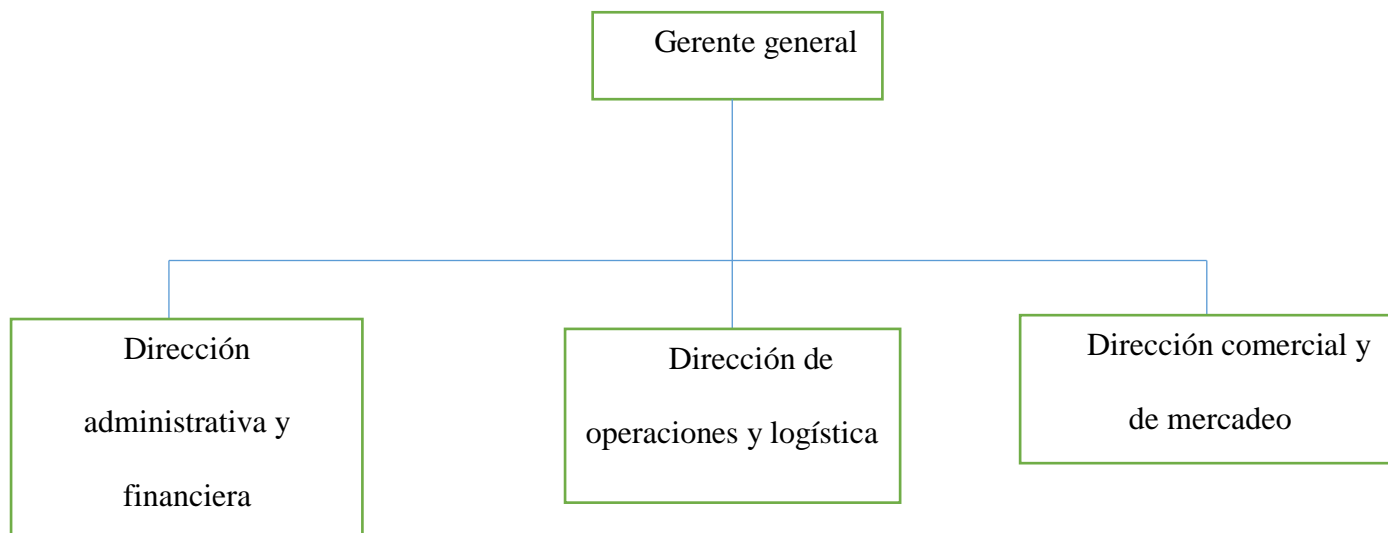 Gerente general
Dirección
administrativa y
financiera
Dirección de
operaciones y logística
Dirección comercial y
de mercadeo